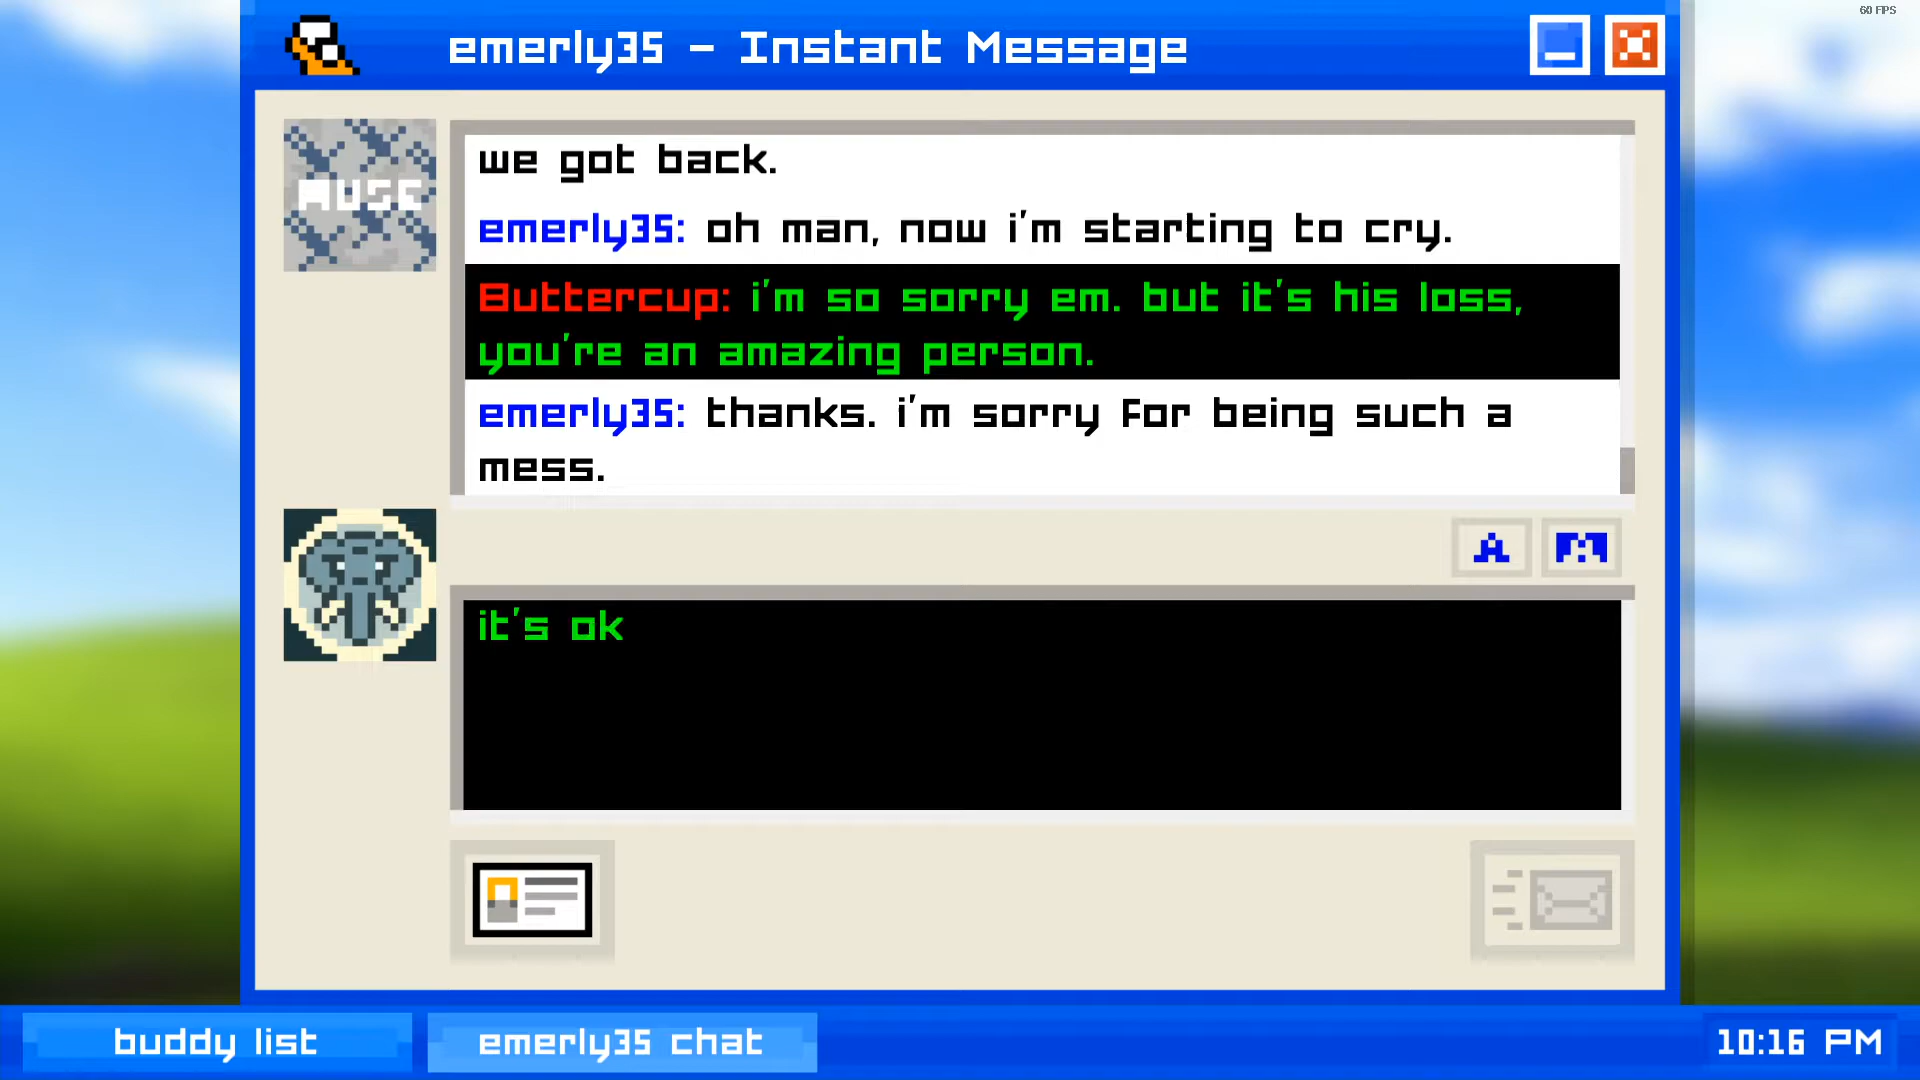 60 FPS
emerly35 - Instant Message
MUSE
we got back.
emerly35: oh man, now i'm starting to cry.
Buttercup: i'm so sorry em. but it's his loss,
you're an amazing person.
emerly35: thanks. i'm sorry for being such a
mess.
A
it's ok
buddy list
emerly35 chat
10:16 PM